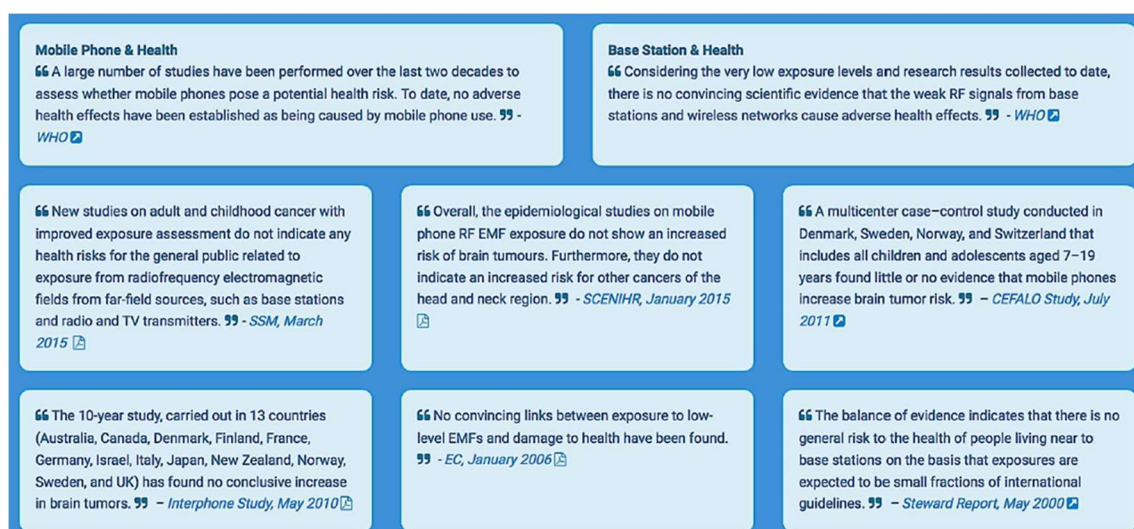 Mobile Phone & Health
❝ A large number of studies have been performed over the last two decades to
assess whether mobile phones pose a potential health risk. To date, no adverse
health effects have been established as being caused by mobile phone use. ❞ -
WHO
Base Station & Health
❝ Considering the very low exposure levels and research results collected to date,
there is no convincing scientific evidence that the weak RF signals from base
stations and wireless networks cause adverse health effects. ❞ - WHO
❝ New studies on adult and childhood cancer with
improved exposure assessment do not indicate any
health risks for the general public related to
exposure from radiofrequency electromagnetic
fields from far-field sources, such as base stations
and radio and TV transmitters. ❞ - SSM, March
2015
❝ Overall, the epidemiological studies on mobile
phone RF EMF exposure do not show an increased
risk of brain tumours. Furthermore, they do not
indicate an increased risk for other cancers of the
head and neck region. ❞ - SCENIHR, January 2015
❝ A multicenter case–control study conducted in
Denmark, Sweden, Norway, and Switzerland that
includes all children and adolescents aged 7–19
years found little or no evidence that mobile phones
increase brain tumor risk. ❞ – CEFALO Study, July
2011
❝ The 10-year study, carried out in 13 countries
(Australia, Canada, Denmark, Finland, France,
Germany, Israel, Italy, Japan, New Zealand, Norway,
Sweden, and UK) has found no conclusive increase
in brain tumors. ❞ – Interphone Study, May 2010
❝ No convincing links between exposure to low-
level EMFs and damage to health have been found.
❞ - EC, January 2006
❝ The balance of evidence indicates that there is no
general risk to the health of people living near to
base stations on the basis that exposures are
expected to be small fractions of international
guidelines. ❞ – Steward Report, May 2000